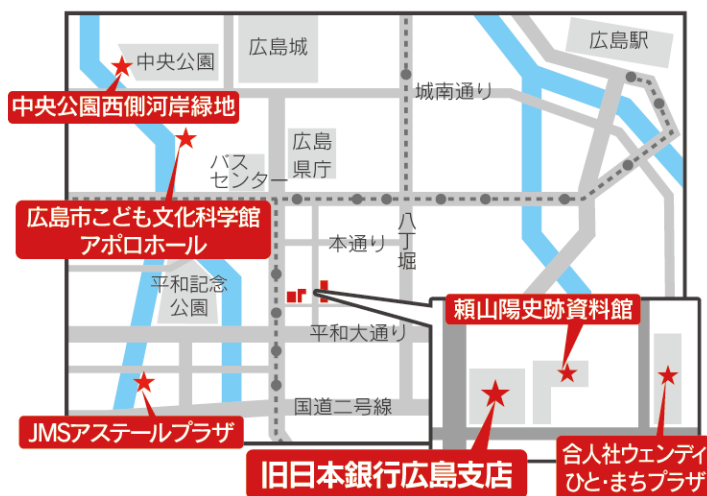 広島城
広島駅
中央公園
城南通り
中央公園西側河岸緑地
広島
県庁
バス
センター
広島市こども文化科学館
アポロホール
八丁堀
本通り
平和記念
公園
頼山陽史跡資料館
平和大通り
国道二号線
JMSアステールプラザ
旧日本銀行広島支店
合人社ウェンディ
ひと・まちプラザ